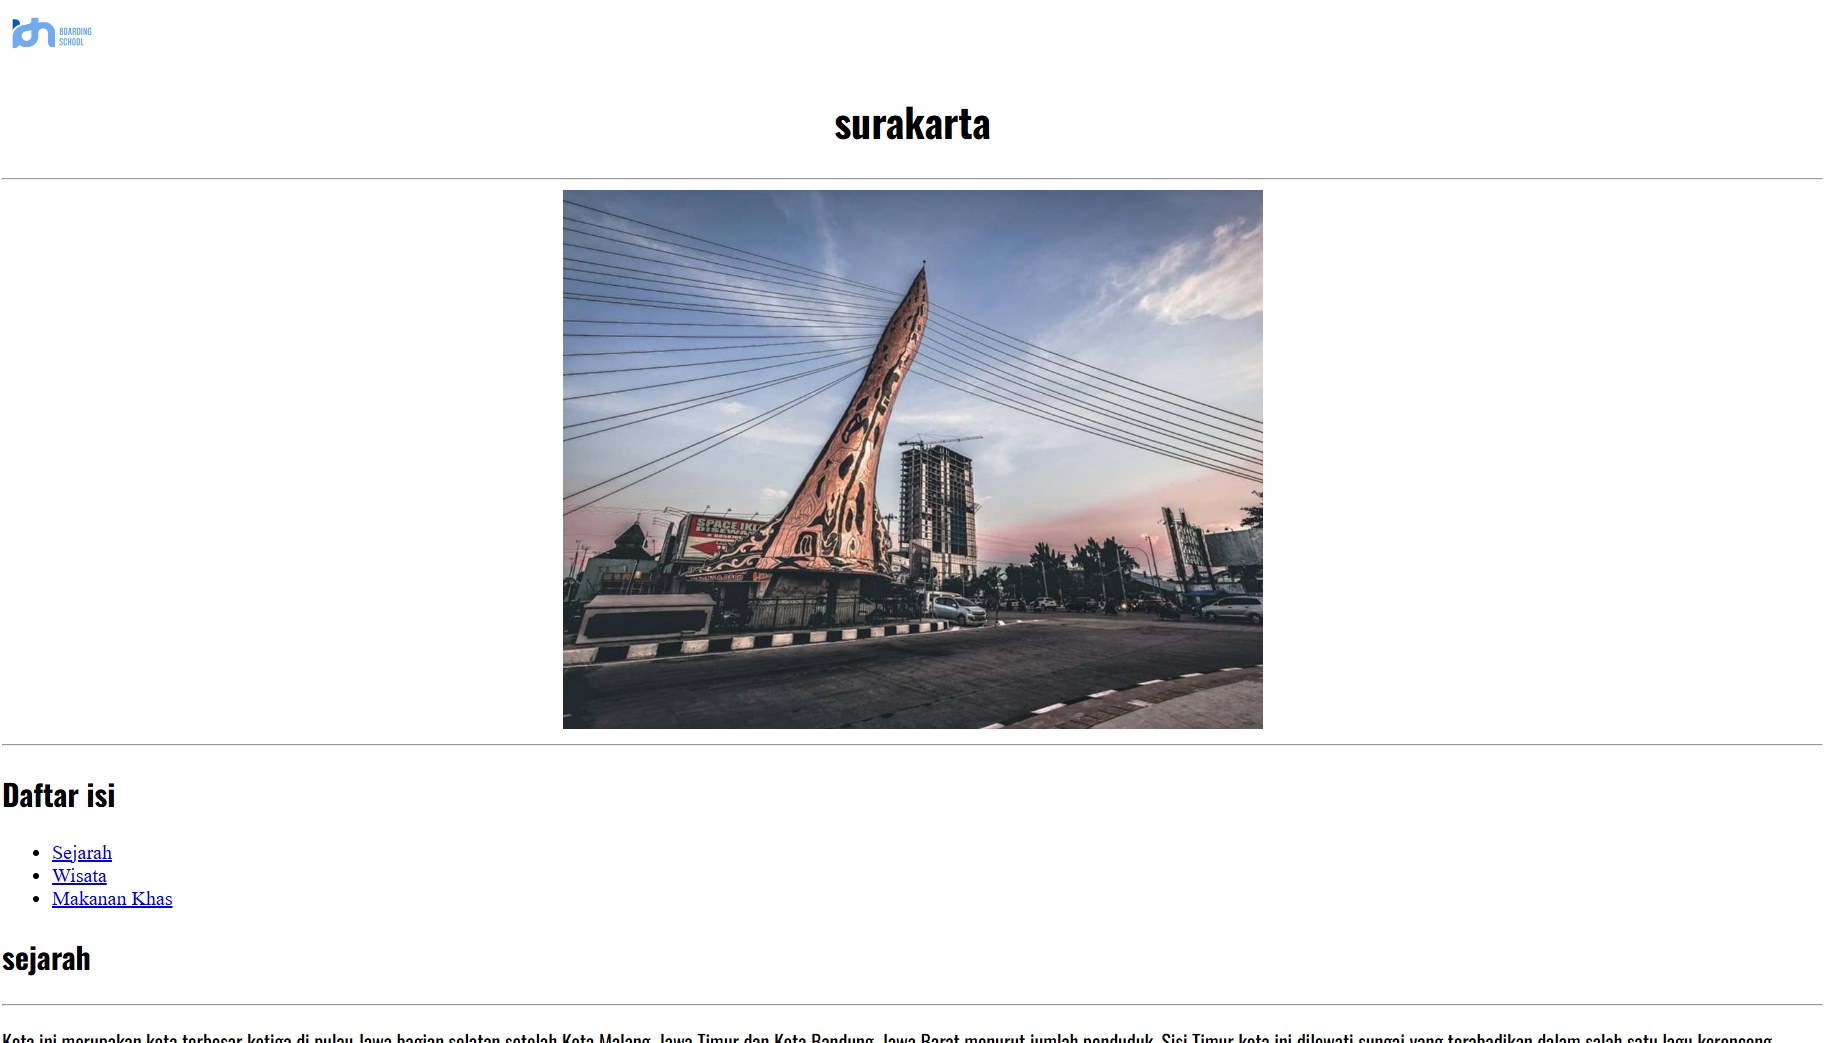 BOARDING
SCHOOL
surakarta
SPACE IKL
DISEWA
Daftar isi
Sejarah
Wisata
Makanan Khas
sejarah
Kota ini merupakan kota terbesar ketiga di pulau Jawa bagian selatan setelah Kota Malang, Jawa Timur dan Kota Bandung, Jawa Barat menurut jumlah penduduk. Sisi Timur kota ini dilewati sungai yang terabadikan dalam salah satu lagu keroncong,